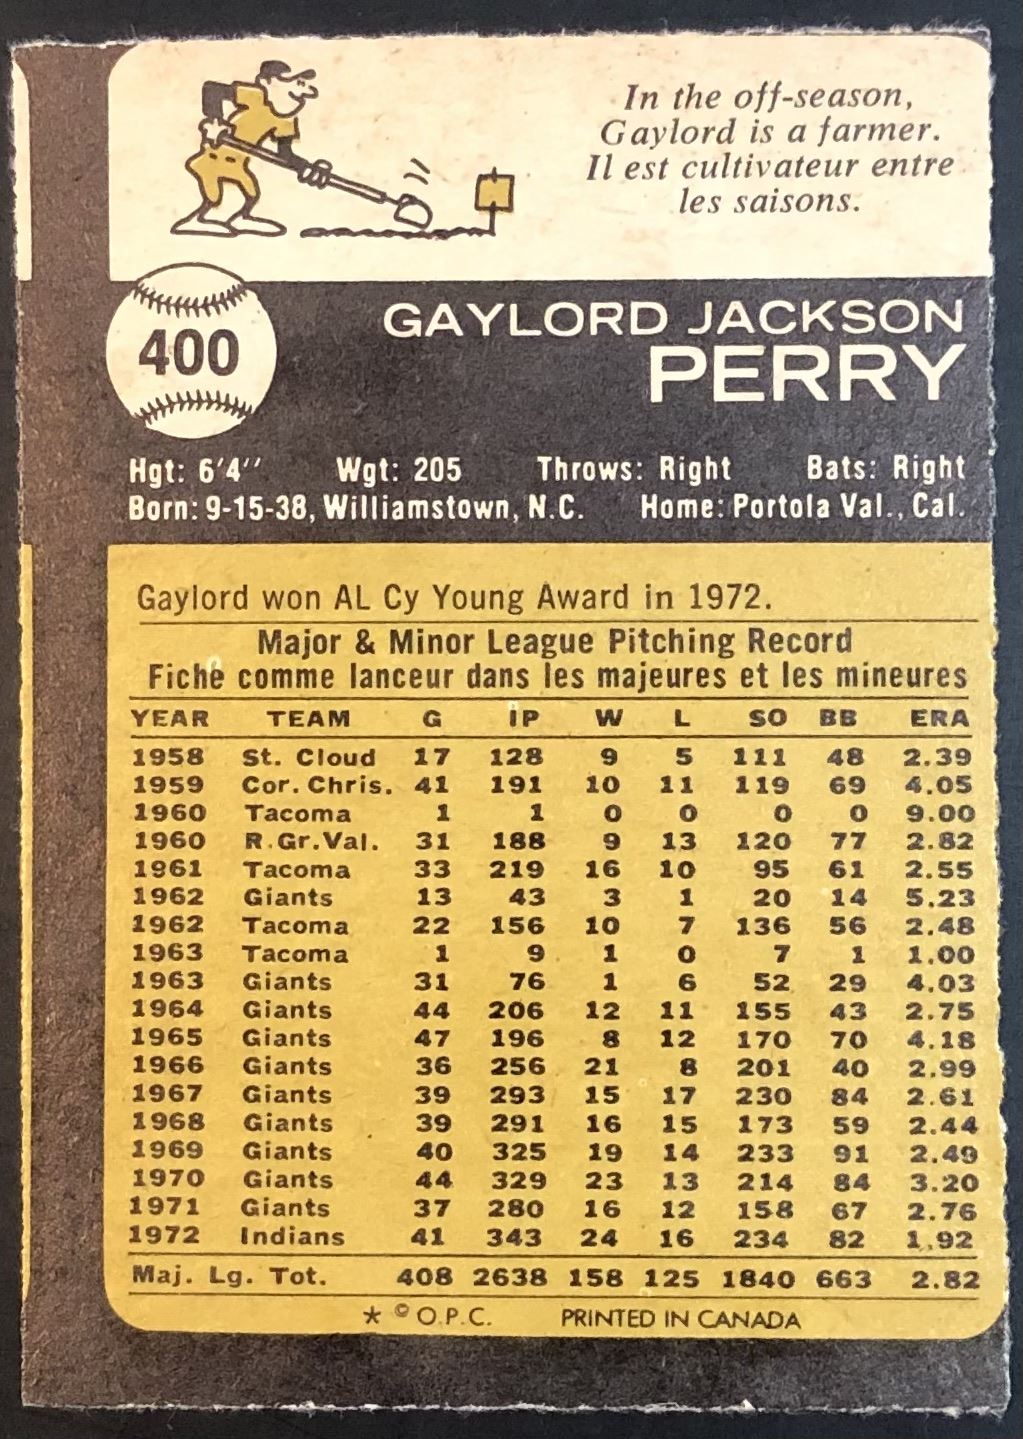 In the off-season,
Gaylord is a farmer.
Il est cultivateur entre
les saisons.
400
GAYLORD JACKSON
PERRY
Hgt: 6'4'' Wgt: 205 Throws: Right Bats: Right
Born: 9-15-38, Williamstown, N.C. Home: Portola Val., Cal.
Gaylord won AL Cy Young Award in 1972.
Major & Minor League Pitching Record
Fiche comme lanceur dans les majeures et les mineures
YEAR TEAM G IP W L SO BB ERA
1958 St. Cloud 17 128 9 5 111 48 2.39
1959 Cor. Chris. 41 191 10 11 119 69 4.05
1960 Tacoma 1 1 0 0 0 0 9.00
1960 R.Gr.Val. 31 188 9 13 120 77 2.82
1961 Tacoma 33 219 16 10 95 61 2.55
1962 Giants 13 43 3 1 20 14 5.23
1962 Tacoma 22 156 10 7 136 56 2.48
1963 Tacoma 1 9 1 0 7 1 1.00
1963 Giants 31 76 1 6 52 29 4.03
1964 Giants 44 206 12 11 155 43 2.75
1965 Giants 47 196 8 12 170 70 4.18
1966 Giants 36 256 21 8 201 40 2.99
1967 Giants 39 293 15 17 230 84 2.61
1968 Giants 39 291 16 15 173 59 2.44
1969 Giants 40 325 19 14 233 91 2.49
1970 Giants 44 329 23 13 214 84 3.20
1971 Giants 37 280 16 12 158 67 2.76
1972 Indians 41 343 24 16 234 82 1.92
Maj. Lg. Tot. 408 2638 158 125 1840 663 2.82
* © O.P.C. PRINTED IN CANADA